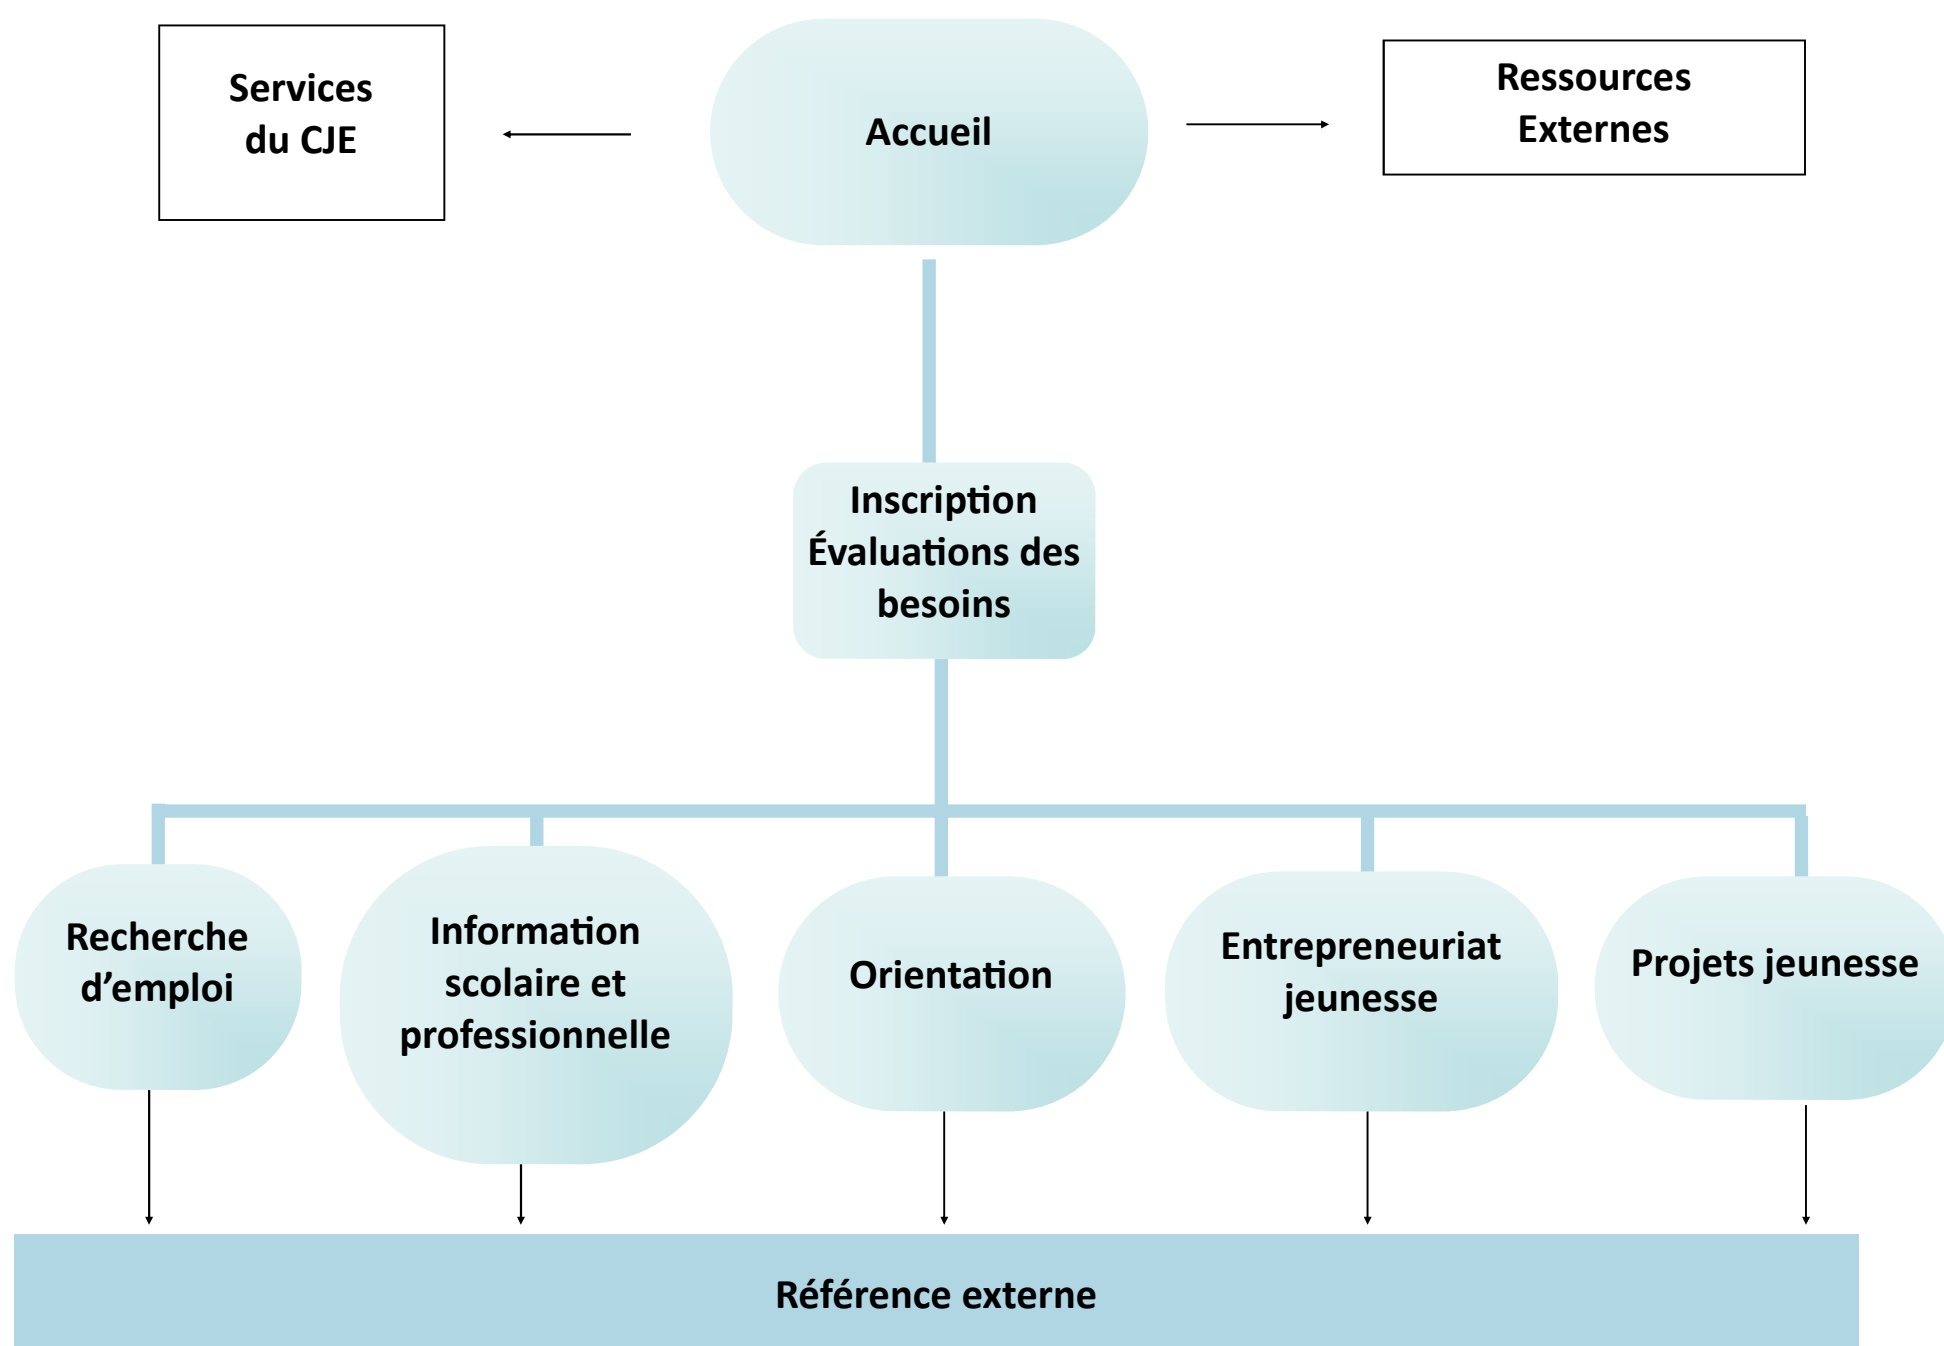 Services
du CJE
Accueil
Ressources
Externes
Inscription
Évaluations des
besoins
Recherche
d’emploi
Information
scolaire et
professionnelle
Orientation
Entrepreneuriat
jeunesse
Projets jeunesse
Référence externe